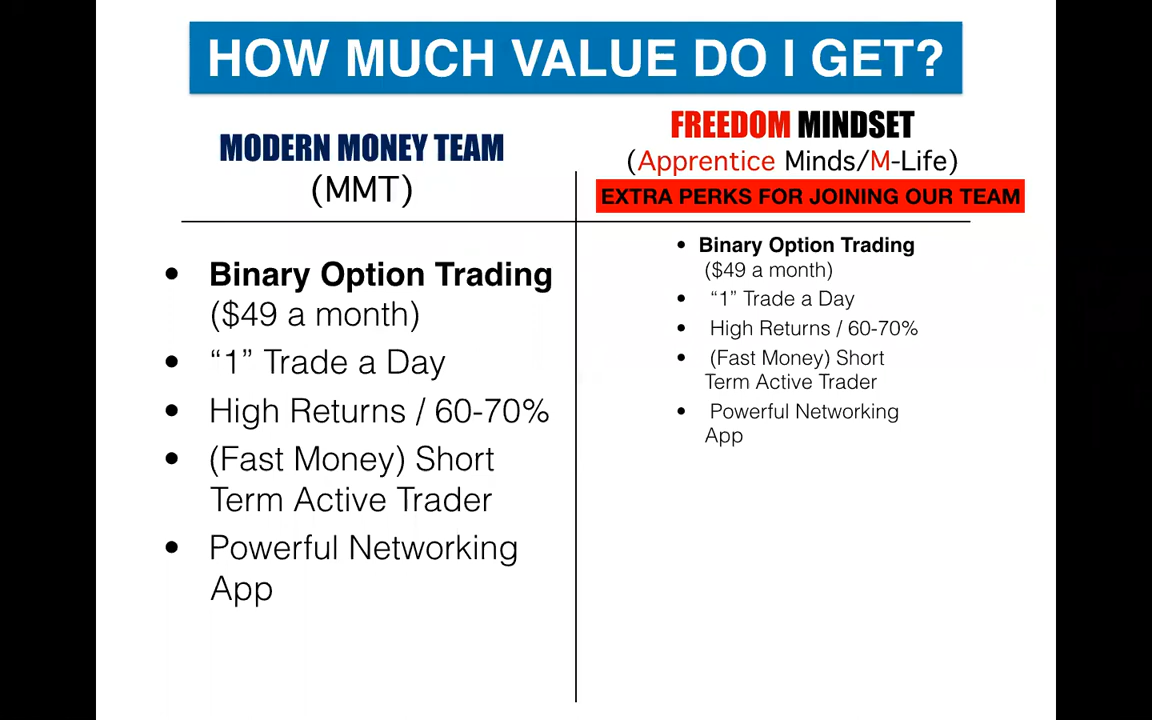 HOW MUCH VALUE DO I GET?
MODERN MONEY TEAM
(MMT)
• Binary Option Trading
($49 a month)
• “1” Trade a Day
• High Returns / 60-70%
• (Fast Money) Short
Term Active Trader
• Powerful Networking
App
FREEDOM MINDSET
(Apprentice Minds/M-Life)
EXTRA PERKS FOR JOINING OUR TEAM
• Binary Option Trading
($49 a month)
• “1” Trade a Day
• High Returns / 60-70%
• (Fast Money) Short
Term Active Trader
• Powerful Networking
App